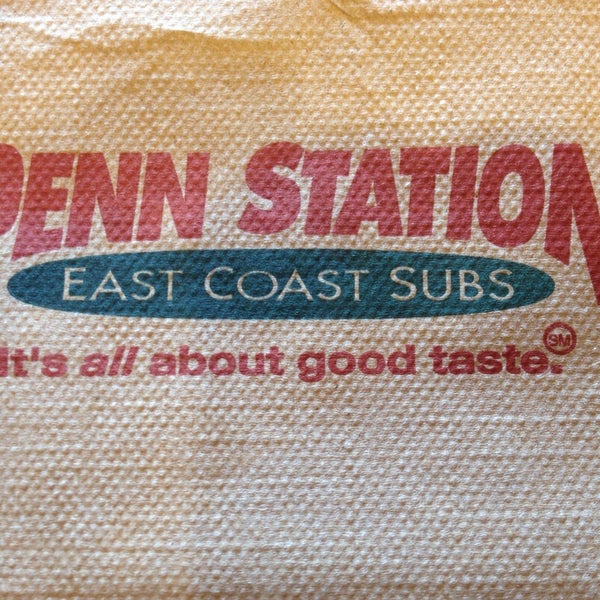 PENN STATION
EAST COAST SUBS
It's all about good taste. SM